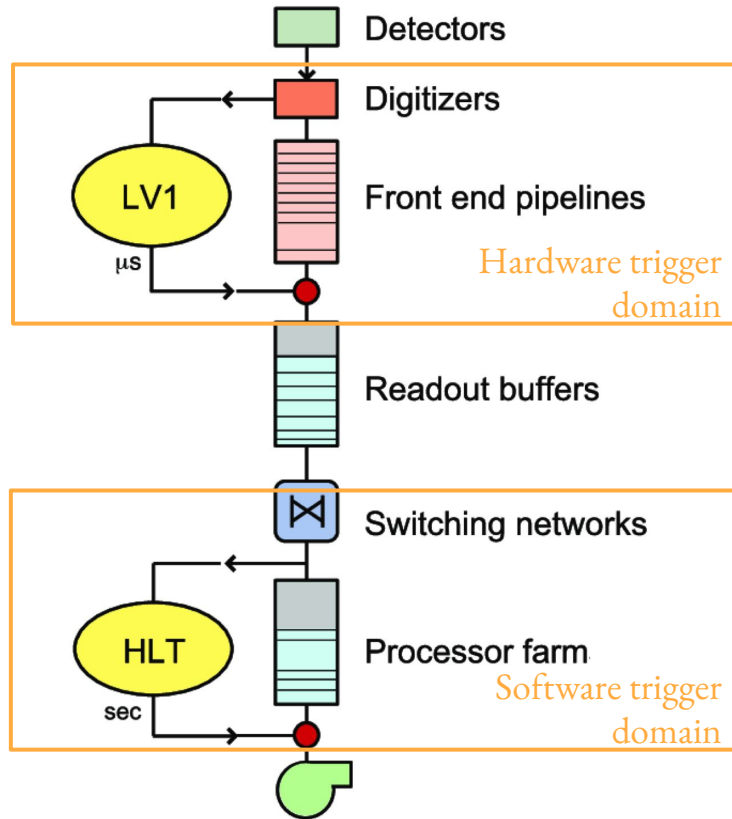 Detectors
Digitizers
LV1
Front end pipelines
μs
Hardware trigger
domain
Readout buffers
Switching networks
HLT
Processor farm
Software trigger
sec
domain